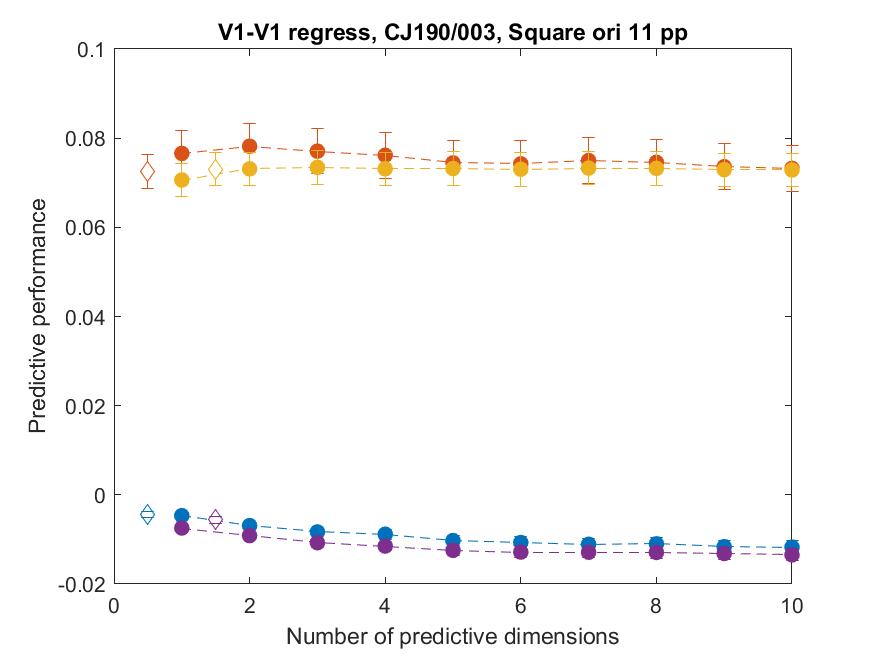 V1-V1 regress, CJ190/003, Square ori 11 pp
0.1
0.08
0.06
0.04
0.02
0
-0.02
Predictive performance
0 2 4 6 8 10
Number of predictive dimensions